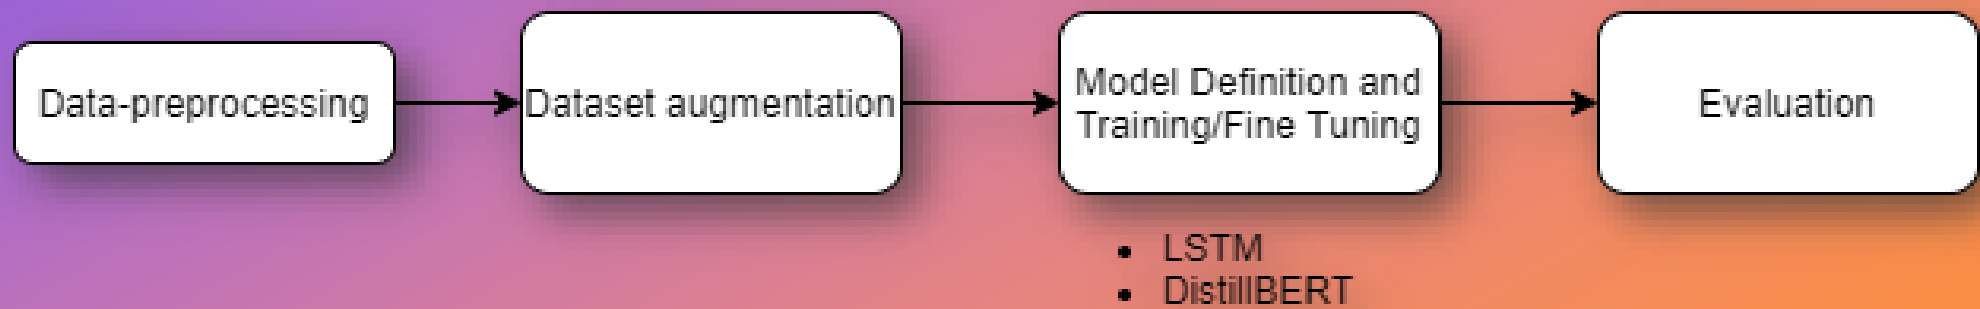 Data-preprocessing
Dataset augmentation
Model Definition and
Training/Fine Tuning
Evaluation
• LSTM
• DistillBERT